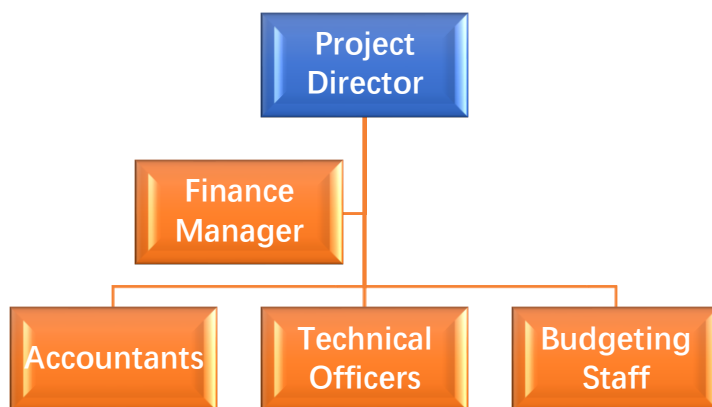 Project
Director
Finance
Manager
Accountants
Technical
Officers
Budgeting
Staff